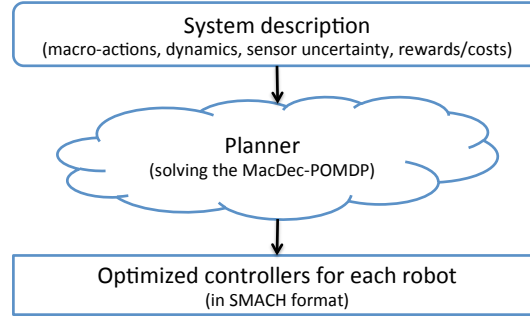 System description
(macro-actions, dynamics, sensor uncertainty, rewards/costs)
Planner
(solving the MacDec-POMDP)
Optimized controllers for each robot
(in SMACH format)